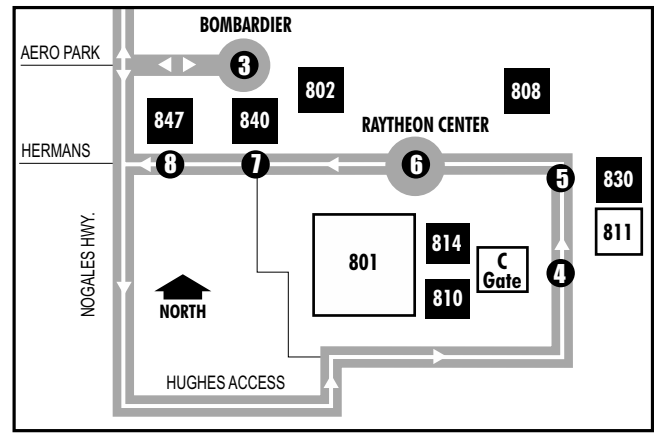 BOMBARDIER
AERO PARK
3
802
808
847
840
RAYTHEON CENTER
HERMANS
8
7
6
5
830
811
NOGALES HWY.
801
814
C
Gate
4
810
NORTH
HUGHES ACCESS